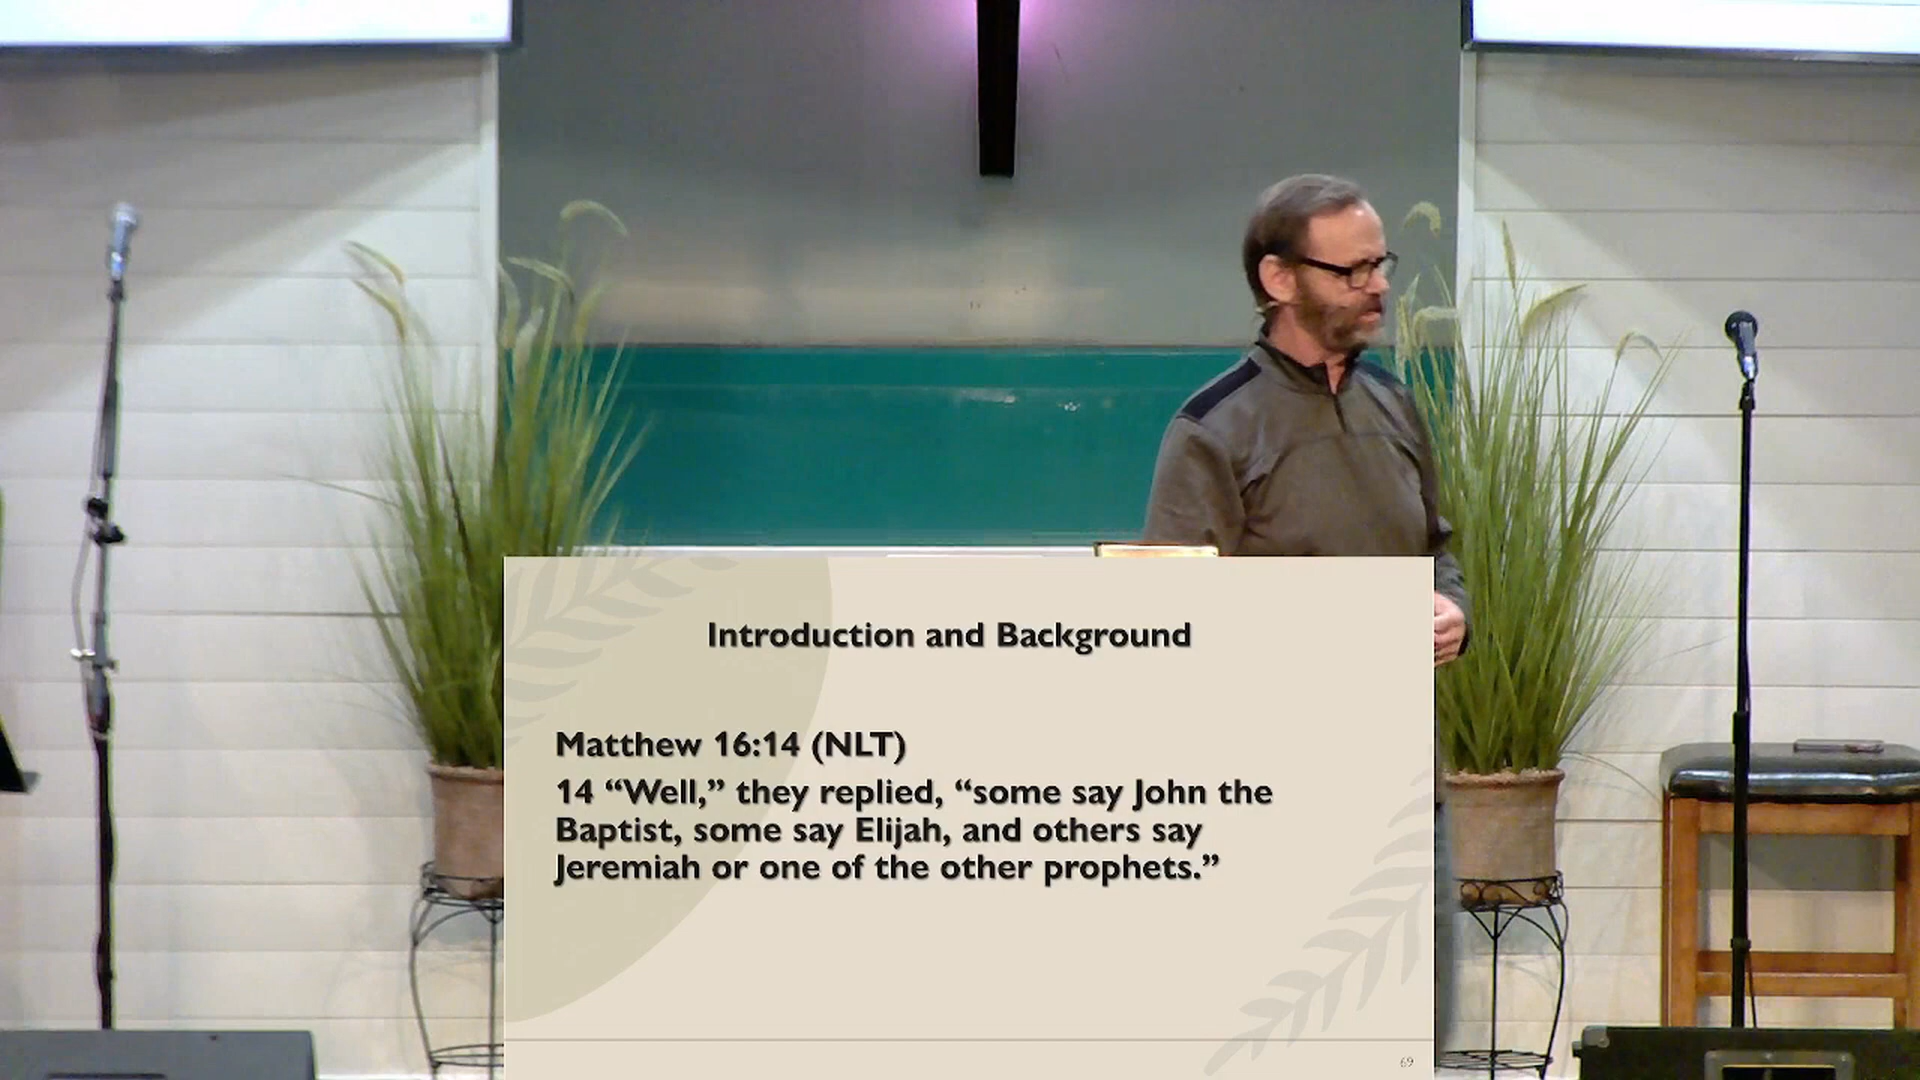 Introduction and Background
Matthew 16:14 (NLT)
14 “Well,” they replied, “some say John the
Baptist, some say Elijah, and others say
Jeremiah or one of the other prophets.”
69